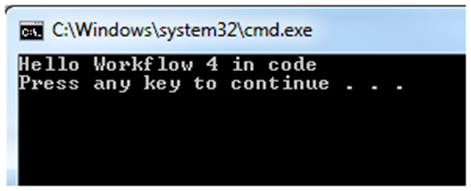 C:\Windows\system32\cmd.exe
Hello Workflow 4 in code
Press any key to continue . . .